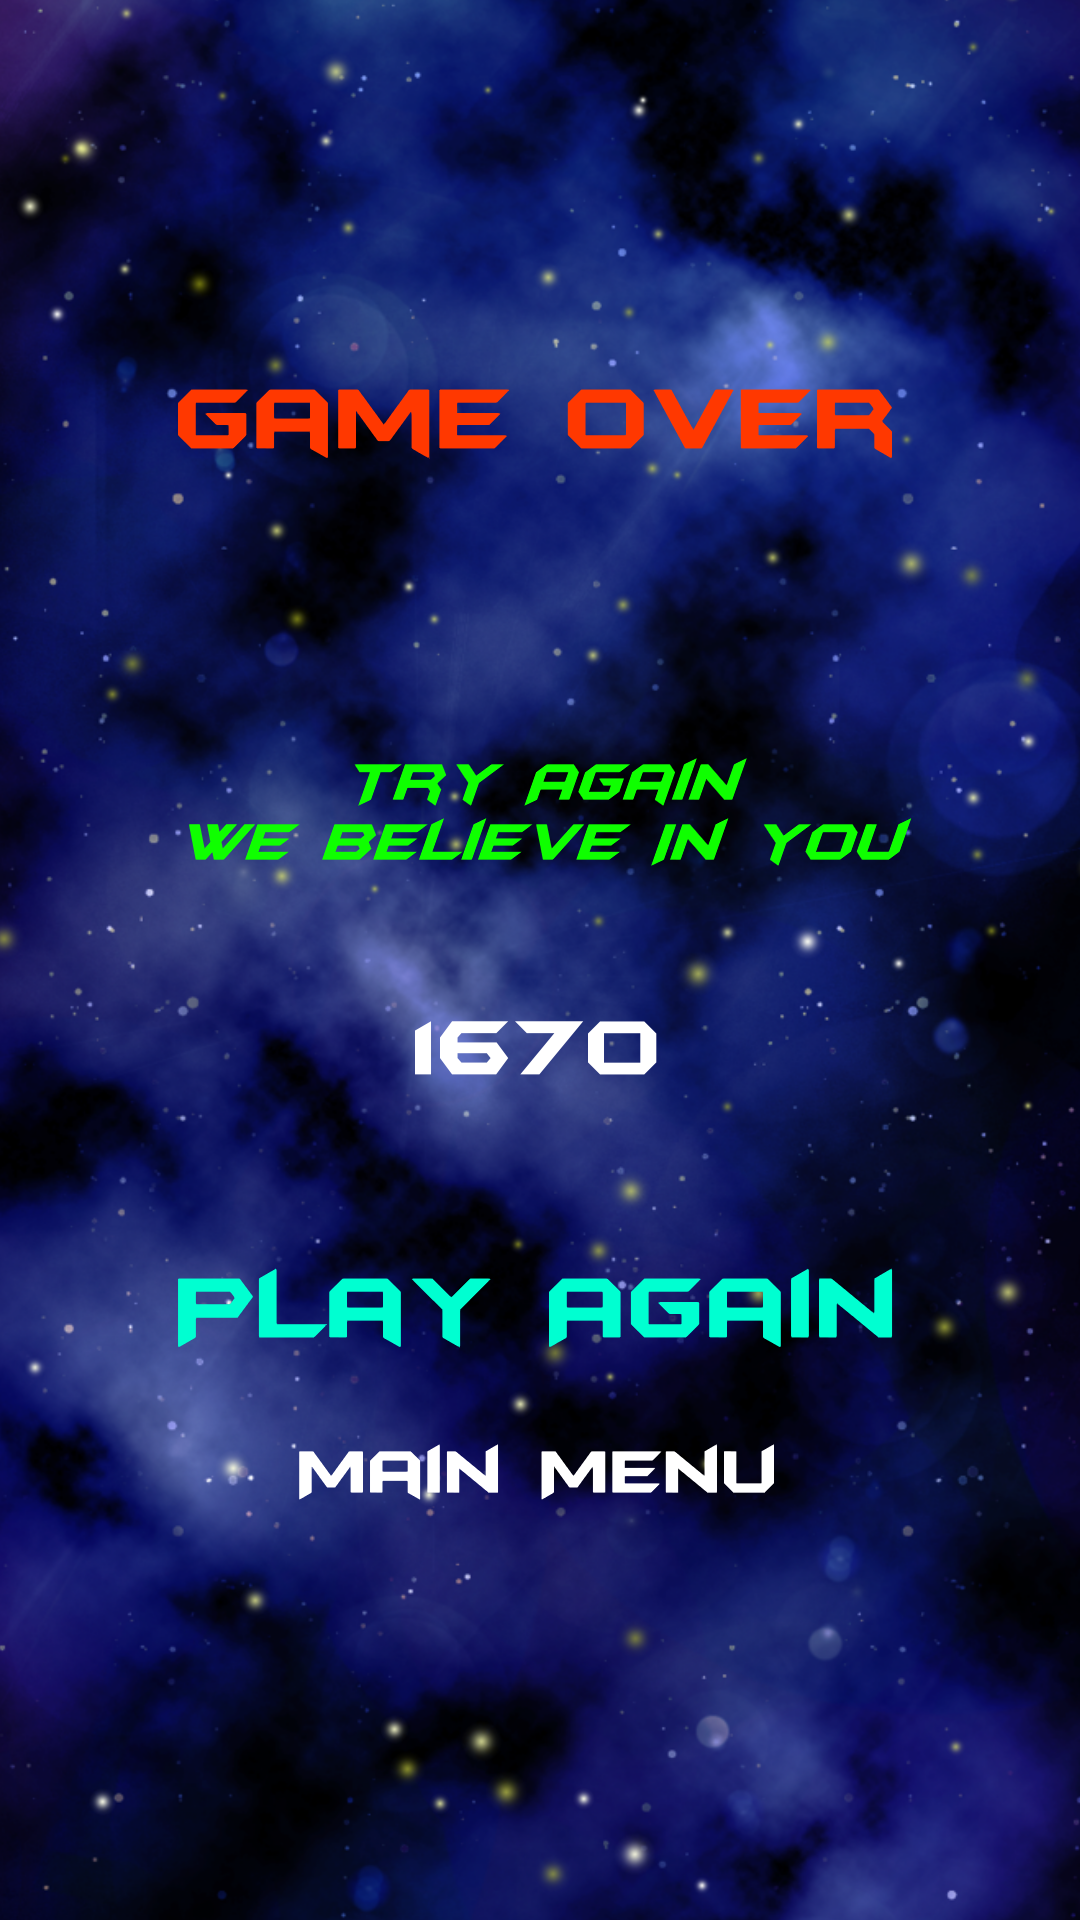 GAME OVER
TRY AGAIN
WE BELIEVE IN YOU
1670
PLAY AGAIN
MAIN MENU